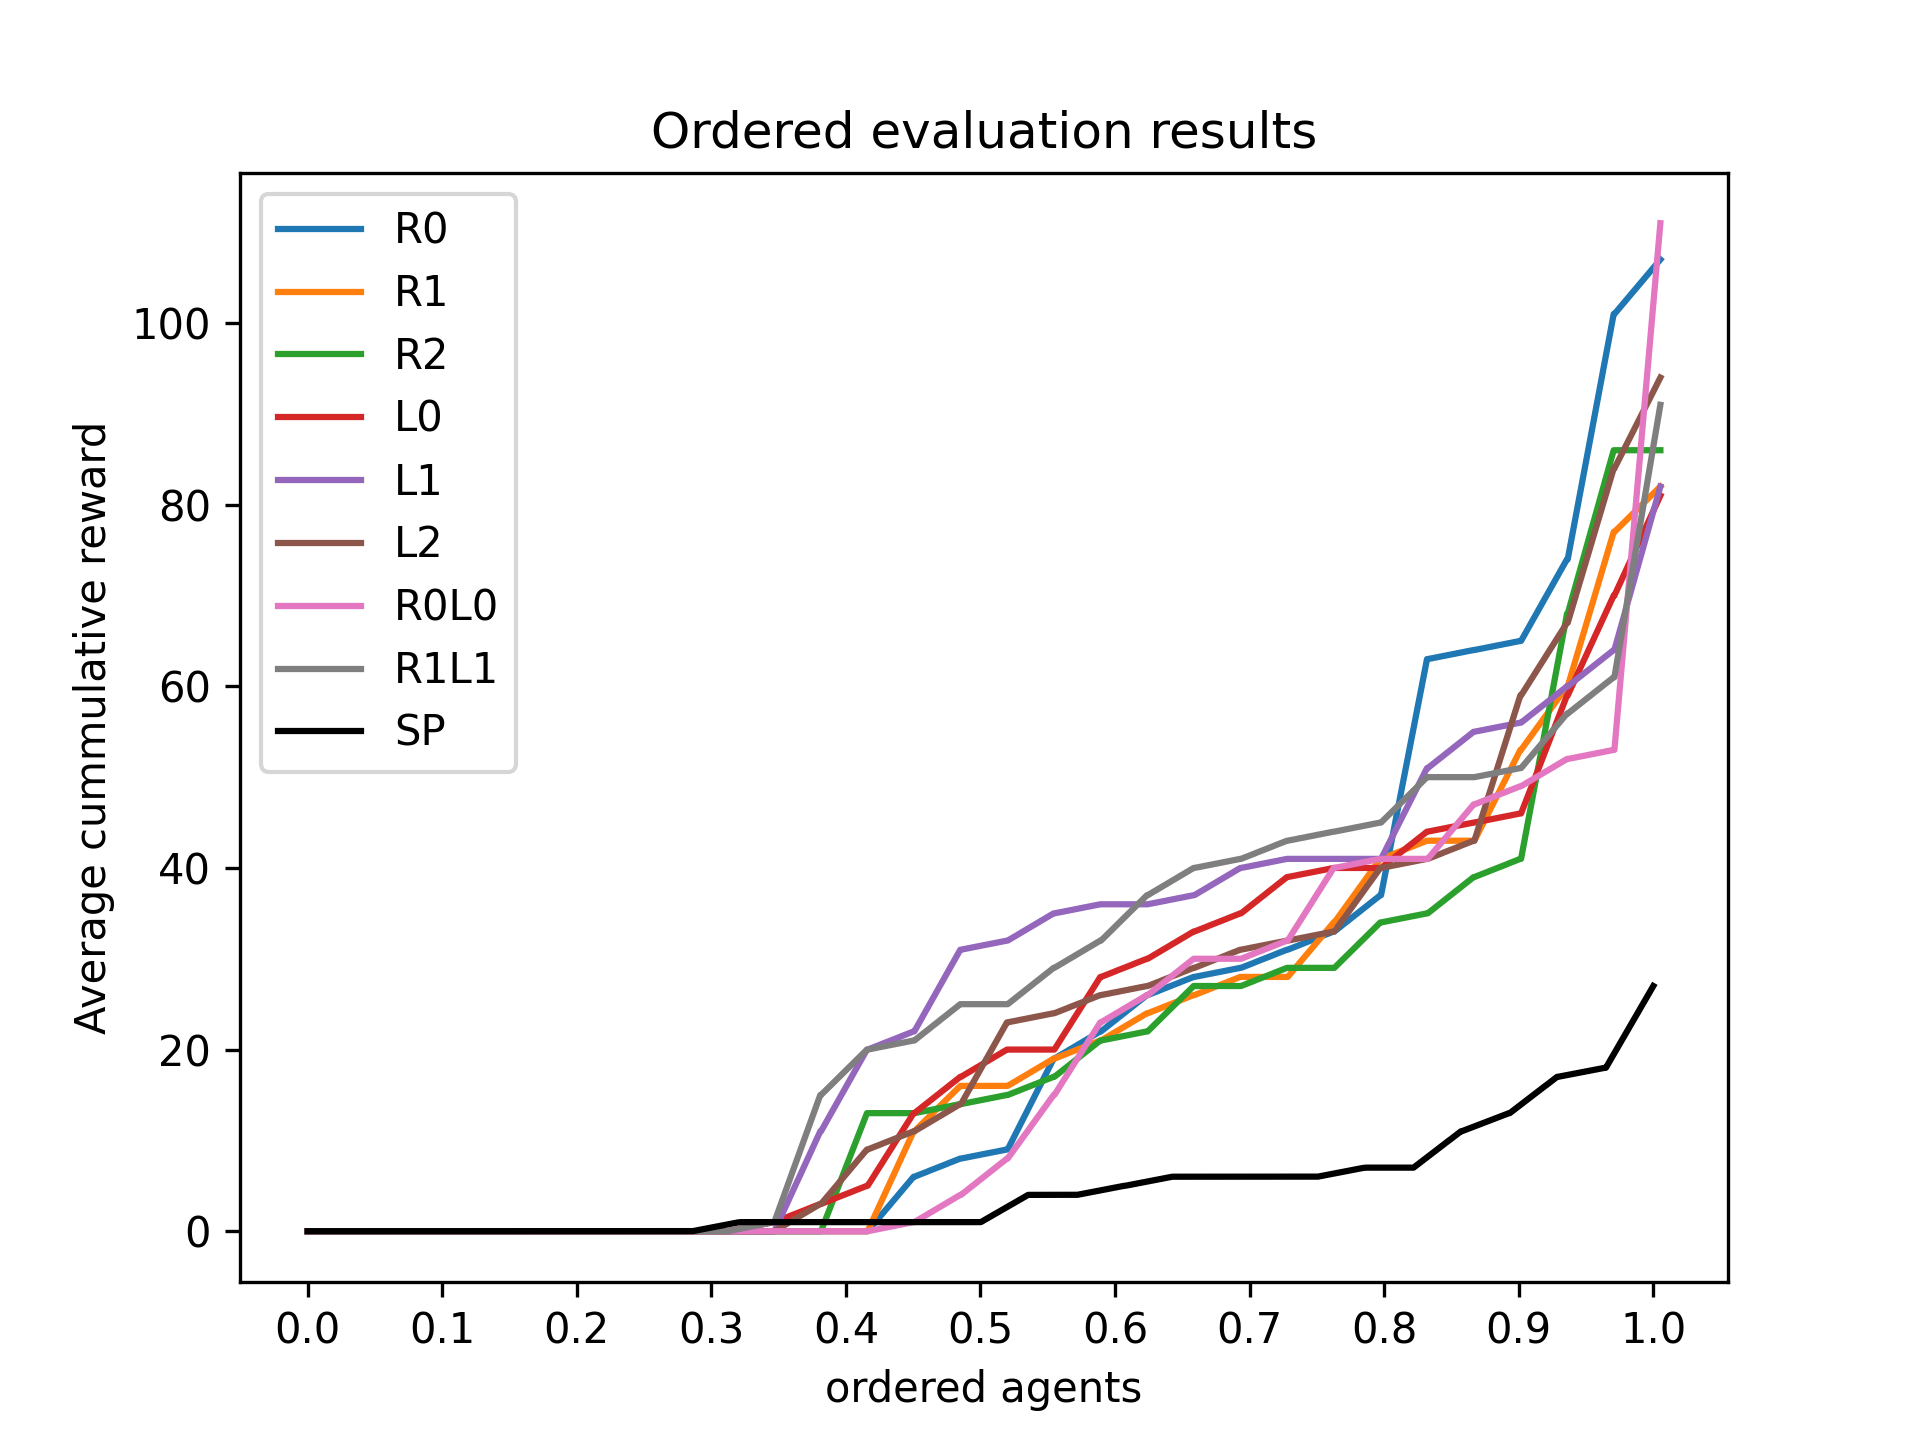 Ordered evaluation results
Average cummulative reward
100
80
60
40
20
0
R0
R1
R2
L0
L1
L2
R0L0
R1L1
SP
0.0 0.1 0.2 0.3 0.4 0.5 0.6 0.7 0.8 0.9 1.0
ordered agents